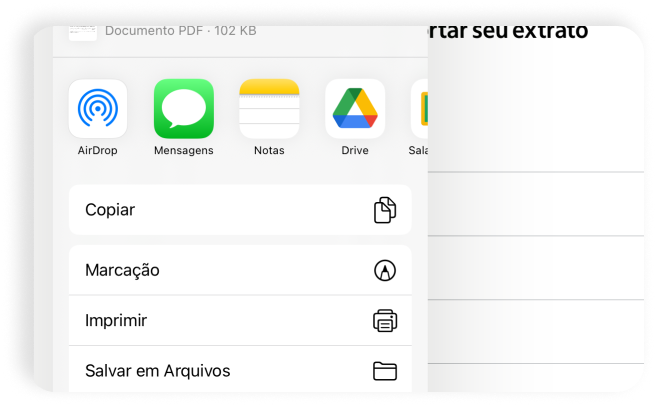 Documento PDF · 102 KB
rtar seu extrato
AirDrop
Mensagens
Notas
Drive
Sala
Copiar
Marcação
Imprimir
Salvar em Arquivos